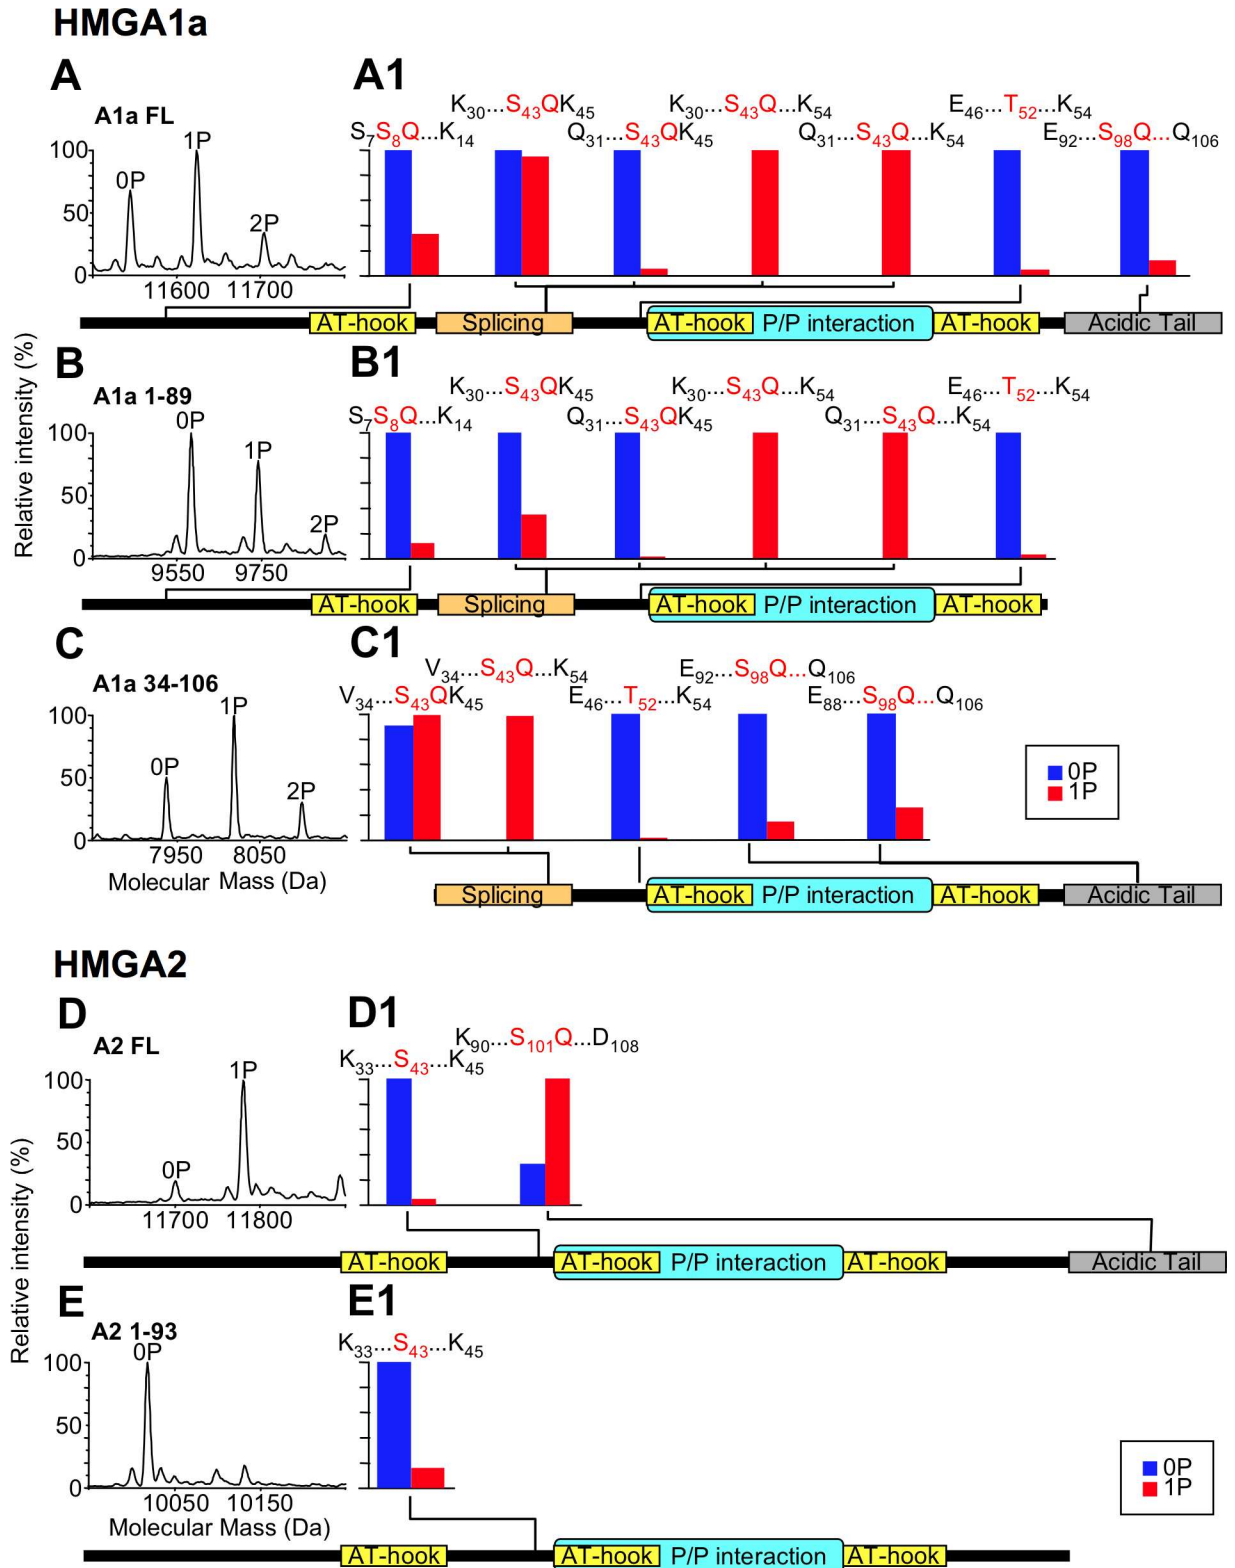 HMGA1a
A
A1
A1a FL
K30...S43QK45
K30...S43Q...K54
E46...T52...K54
S7S8Q...K14
Q31...S43QK45
Q31...S43Q...K54
E92...S98Q...Q106
100
50
0
0P
1P
2P
11600 11700
AT-hook
Splicing
AT-hook
P/P interaction
AT-hook
Acidic Tail
Relative intensity (%)
B
B1
A1a 1-89
K30...S43QK45
K30...S43Q...K54
E46...T52...K54
S7S8Q...K14
Q31...S43QK45
Q31...S43Q...K54
100
50
0
0P
1P
2P
9550 9750
AT-hook
Splicing
AT-hook
P/P interaction
AT-hook
C
C1
A1a 34-106
V34...S43Q...K54
E92...S98Q...Q106
V34...S43QK45
E46...T52...K54
E88...S98Q...Q106
100
50
0
0P
1P
2P
7950 8050
Molecular Mass (Da)
0P
1P
Splicing
AT-hook
P/P interaction
AT-hook
Acidic Tail
HMGA2
D
D1
A2 FL
K90...S101Q...D108
K33...S43...K45
100
50
0
0P
1P
11700 11800
AT-hook
AT-hook
P/P interaction
AT-hook
Acidic Tail
Relative intensity (%)
E
E1
A2 1-93
K33...S43...K45
100
50
0
0P
10050 10150
Molecular Mass (Da)
0P
1P
AT-hook
AT-hook
P/P interaction
AT-hook